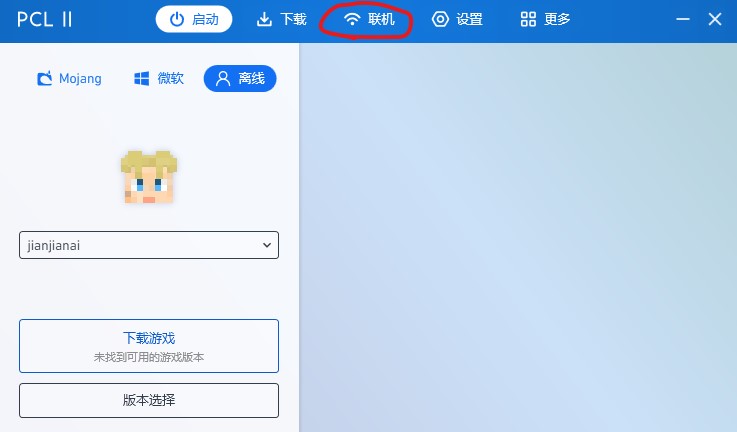 PCL II
启动
下载
联机
设置
更多
Mojang
微软
离线
jianjianai
下载游戏
未找到可用的游戏版本
版本选择